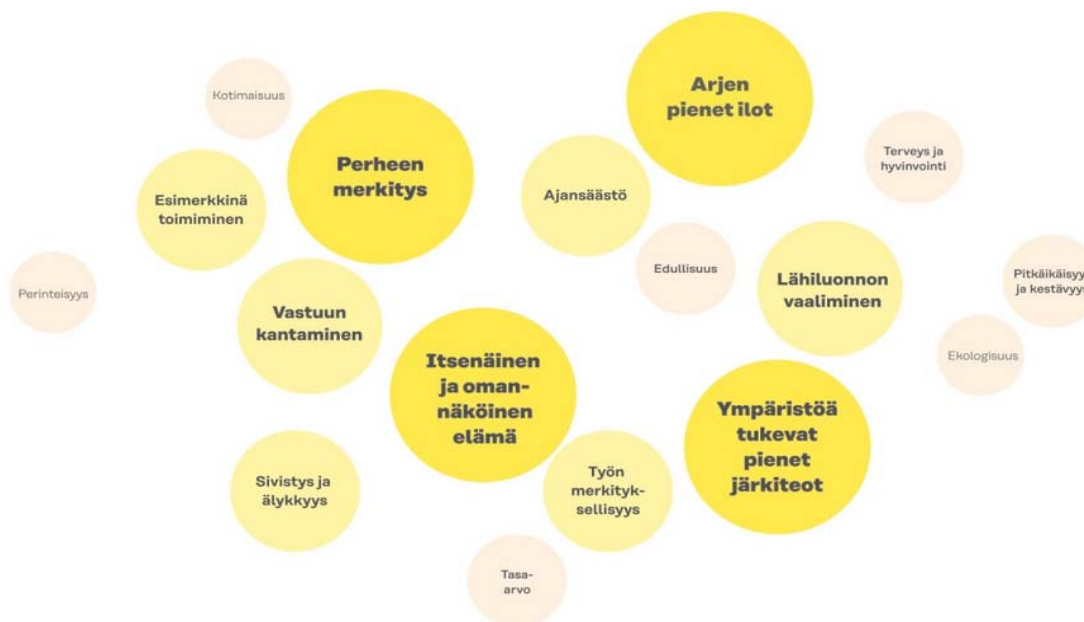 Kotimaisuus
Arjen
pienet ilot
Perheen
merkitys
Terveys ja
hyvinvointi
Esimerkkinä
toimiminen
Ajansäästö
Perinteisyys
Edullisuus
Lähiluonnon
vaaliminen
Pitkäikäisyy
ja kestävyys
Vastuun
kantaminen
Ekologisuus
Itsenäinen
ja oman-
näköinen
elämä
Ympäristöä
tukevat
pienet
järkiteot
Sivistys ja
älykkyys
Työn
merkityk-
sellisyys
Tasa-
arvo